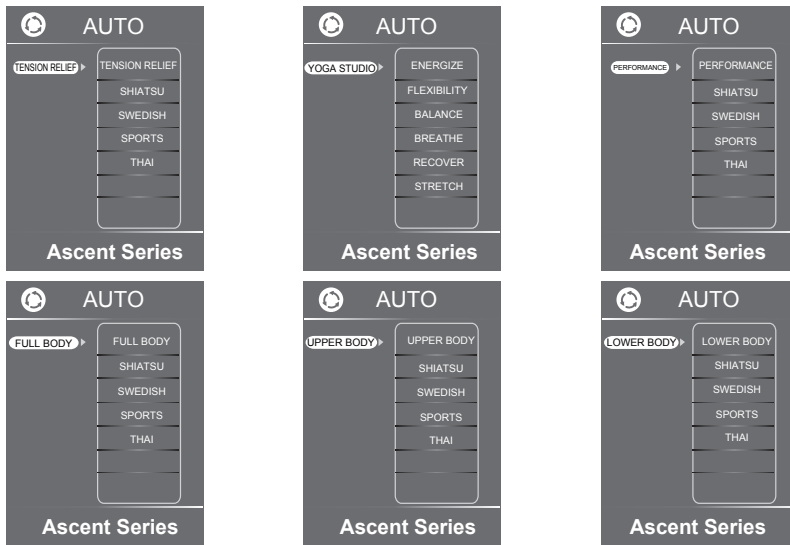 AUTO
TENSION RELIEF
TENSION RELIEF
SHIATSU
SWEDISH
SPORTS
THAI
Ascent Series
AUTO
YOGA STUDIO
ENERGIZE
FLEXIBILITY
BALANCE
BREATHE
RECOVER
STRETCH
Ascent Series
AUTO
PERFORMANCE
PERFORMANCE
SHIATSU
SWEDISH
SPORTS
THAI
Ascent Series
AUTO
FULL BODY
FULL BODY
SHIATSU
SWEDISH
SPORTS
THAI
Ascent Series
AUTO
UPPER BODY
UPPER BODY
SHIATSU
SWEDISH
SPORTS
THAI
Ascent Series
AUTO
LOWER BODY
LOWER BODY
SHIATSU
SWEDISH
SPORTS
THAI
Ascent Series